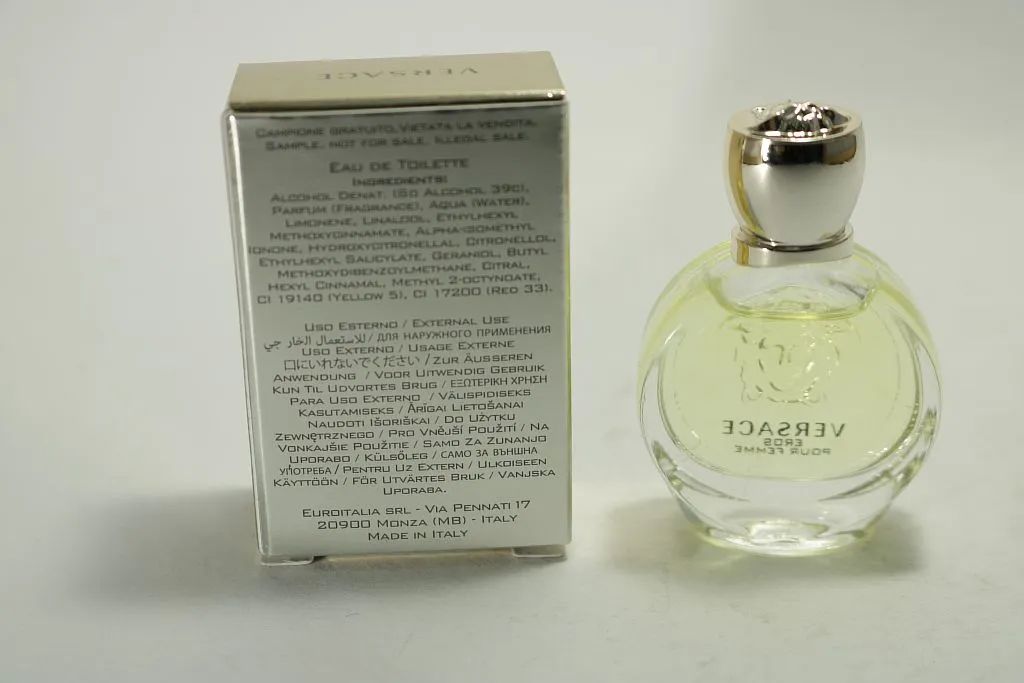 VERSACE
CAMPIONE GRATUITO. VIETATA LA VENDITA.
SAMPLE. NOT FOR SALE. ILLEGAL SALE.
EAU DE TOILETTE
INGREDIENTS:
ALCOHOL DENAT. (SD ALCOHOL 39C),
PARFUM (FRAGRANCE), AQUA (WATER),
LIMONENE, LINALOOL, ETHYLHEXYL
METHOXYCINNAMATE, ALPHA-ISOMETHYL
IONONE, HYDROXYCITRONELLAL, CITRONELLOL,
ETHYLHEXYL SALICYLATE, GERANIOL, BUTYL
METHOXYDIBENZOYLMETHANE, CITRAL,
HEXYL CINNAMAL, METHYL 2-OCTYNOATE,
CI 19140 (YELLOW 5), CI 17200 (RED 33).
USO ESTERNO / EXTERNAL USE
للاستعمال الخار جي / ДЛЯ НАРУЖНОГО ПРИМЕНЕНИЯ
USO EXTERNO / USAGE EXTERNE
口にいれないでください / ZUR ÄUSSEREN
ANWENDUNG / VOOR UITWENDIG GEBRUIK
KUN TIL UDVORTES BRUG / ΕΞΩΤΕΡΙΚΗ ΧΡΗΣΗ
PARA USO EXTERNO / VÄLISPIDISEKS
KASUTAMISEKS / ĀRĪGAI LIETOŠANAI
NAUDOTI IŠORIŠKAI / DO UŻYTKU
ZEWNĘTRZNEGO / PRO VNĚJŠÍ POUŽITÍ / NA
VONKAJŠIE POUŽITIE / SAMO ZA ZUNANJO
UPORABO / KÜLSŐLEG / САМО ЗА ВЪНШНА
УПОТРЕБА / PENTRU UZ EXTERN / ULKOISEEN
KÄYTTÖÖN / FÖR UTVÄRTES BRUK / VANJSKA
UPORABA.
EUROITALIA SRL - VIA PENNATI 17
20900 MONZA (MB) - ITALY
MADE IN ITALY
VERSACE
EROS
POUR FEMME